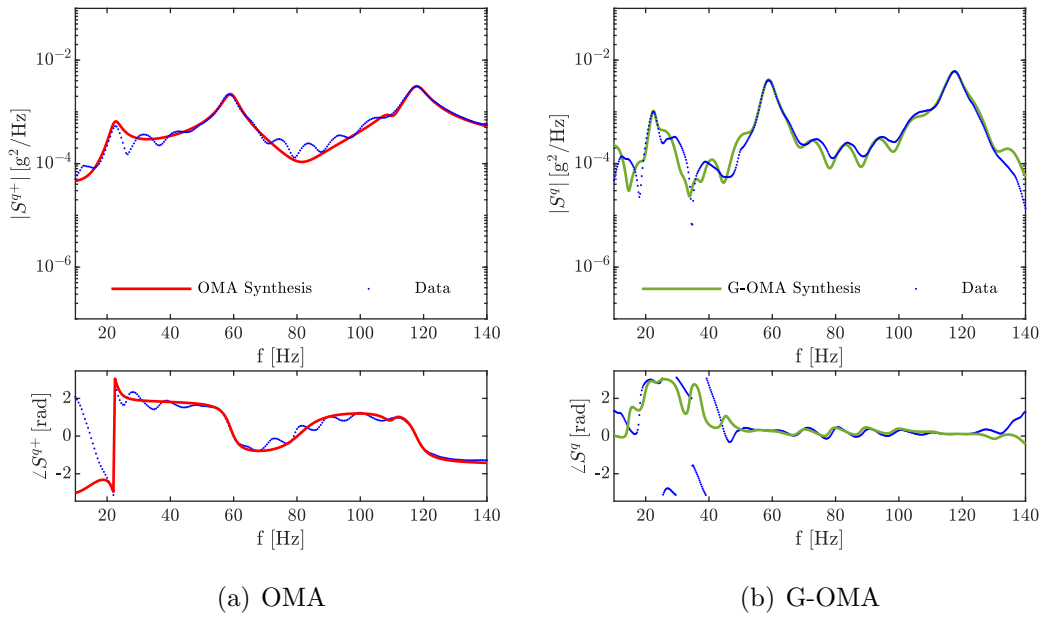 10^{-2}
10^{-4}
10^{-6}
|S^{q+}| [g^2/Hz]
OMA Synthesis
Data
20 40 60 80 100 120 140
f [Hz]
2
0
-2
∠S^{q+} [rad]
20 40 60 80 100 120 140
f [Hz]
(a) OMA
10^{-2}
10^{-4}
10^{-6}
|S^q| [g^2/Hz]
G-OMA Synthesis
Data
20 40 60 80 100 120 140
f [Hz]
2
0
-2
∠S^q [rad]
20 40 60 80 100 120 140
f [Hz]
(b) G-OMA